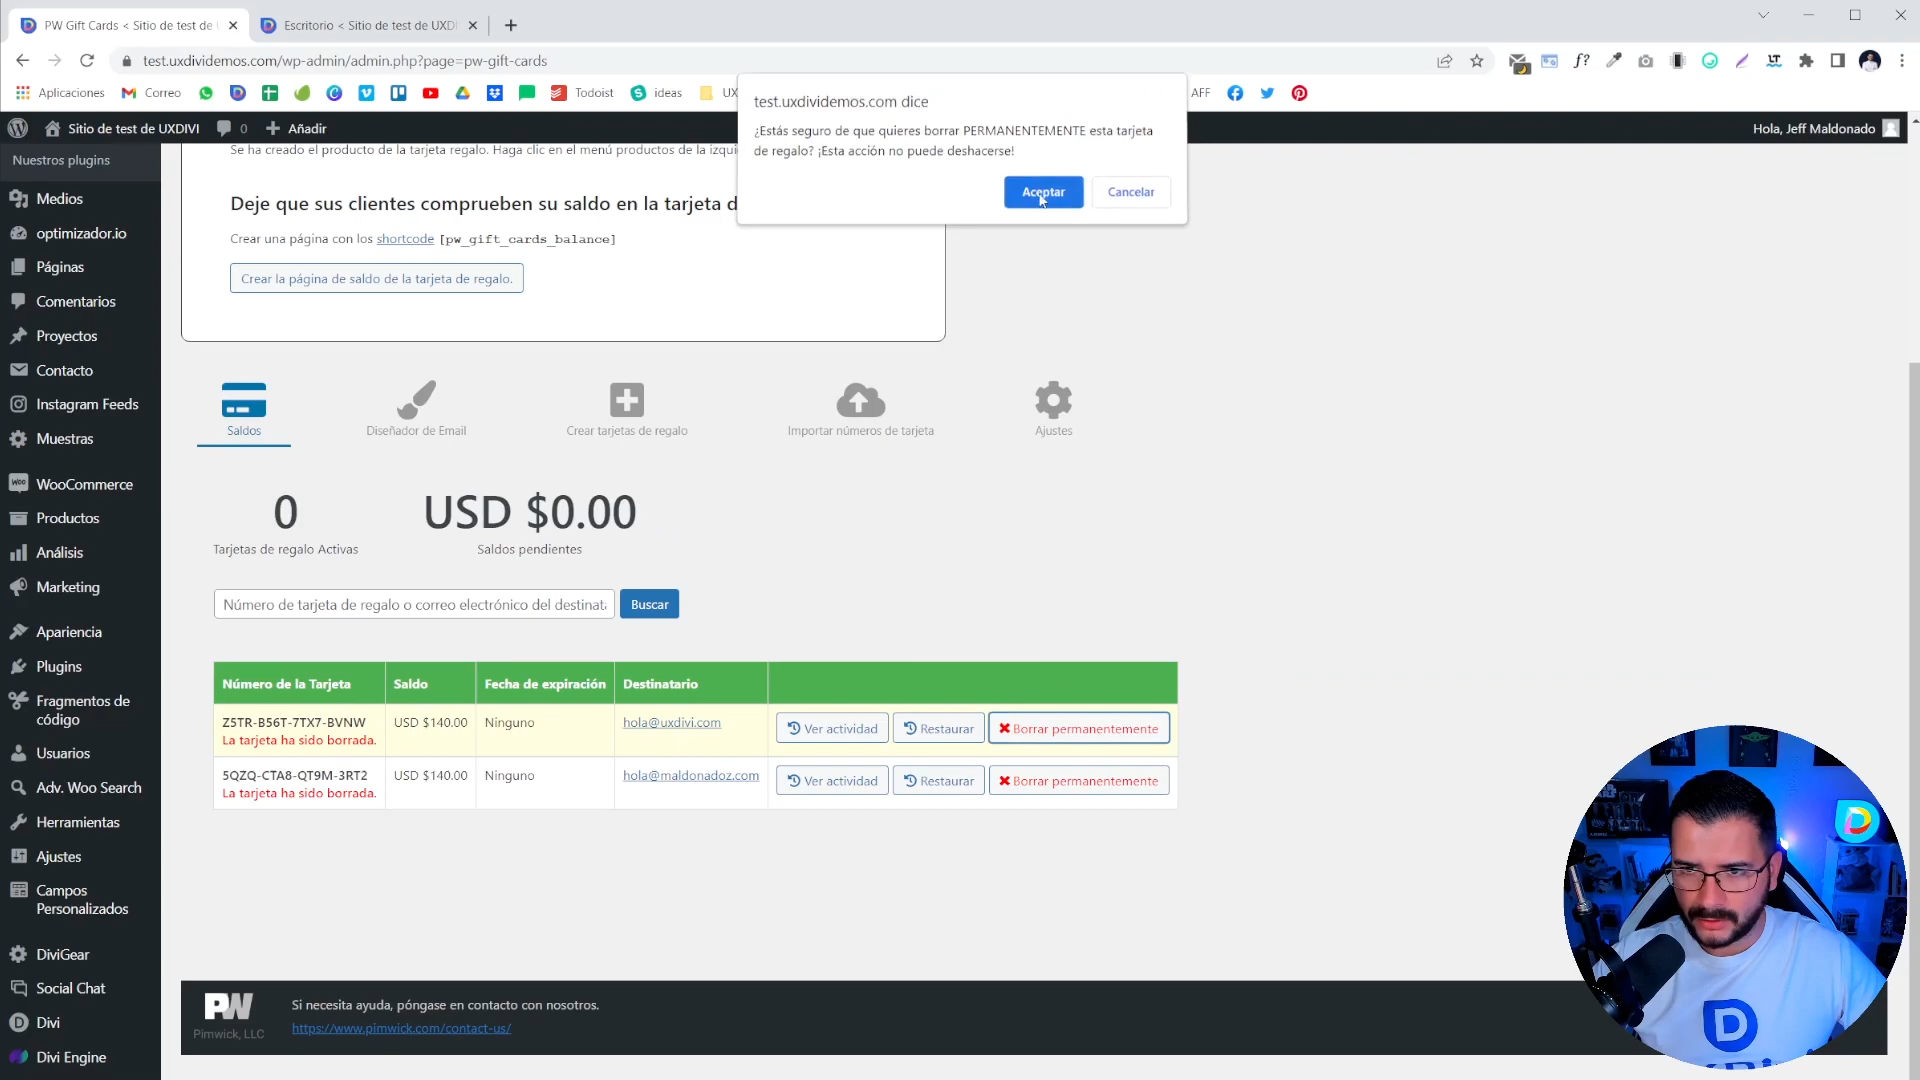 PW Gift Cards < Sitio de test de
Escritorio < Sitio de test de UXDI
test.uxdividemos.com/wp-admin/admin.php?page=pw-gift-cards
Aplicaciones
Correo
Todoist
ideas
UX
AFF
test.uxdividemos.com dice
¿Estás seguro de que quieres borrar PERMANENTEMENTE esta tarjeta
de regalo? ¡Esta acción no puede deshacerse!
Aceptar
Cancelar
Sitio de test de UXDIVI
0
Añadir
Hola, Jeff Maldonado
Nuestros plugins
Medios
optimizador.io
Páginas
Comentarios
Proyectos
Contacto
Instagram Feeds
Muestras
WooCommerce
Productos
Análisis
Marketing
Apariencia
Plugins
Fragmentos de
código
Usuarios
Adv. Woo Search
Herramientas
Ajustes
Campos
Personalizados
DiviGear
Social Chat
Divi
Divi Engine
Se ha creado el producto de la tarjeta regalo. Haga clic en el menú productos de la izqui
Deje que sus clientes comprueben su saldo en la tarjeta d
Crear una página con los shortcode [pw_gift_cards_balance]
Crear la página de saldo de la tarjeta de regalo.
Saldos
Diseñador de Email
Crear tarjetas de regalo
Importar números de tarjeta
Ajustes
0
Tarjetas de regalo Activas
USD $0.00
Saldos pendientes
Número de tarjeta de regalo o correo electrónico del destinata
Buscar
Número de la Tarjeta Saldo Fecha de expiración Destinatario
Z5TR-B56T-7TX7-BVNW USD $140.00 Ninguno hola@uxdivi.com Ver actividad Restaurar Borrar permanentemente
La tarjeta ha sido borrada.
5QZQ-CTA8-QT9M-3RT2 USD $140.00 Ninguno hola@maldonadoz.com Ver actividad Restaurar Borrar permanentemente
La tarjeta ha sido borrada.
PW
Pimwick, LLC
Si necesita ayuda, póngase en contacto con nosotros.
https://www.pimwick.com/contact-us/